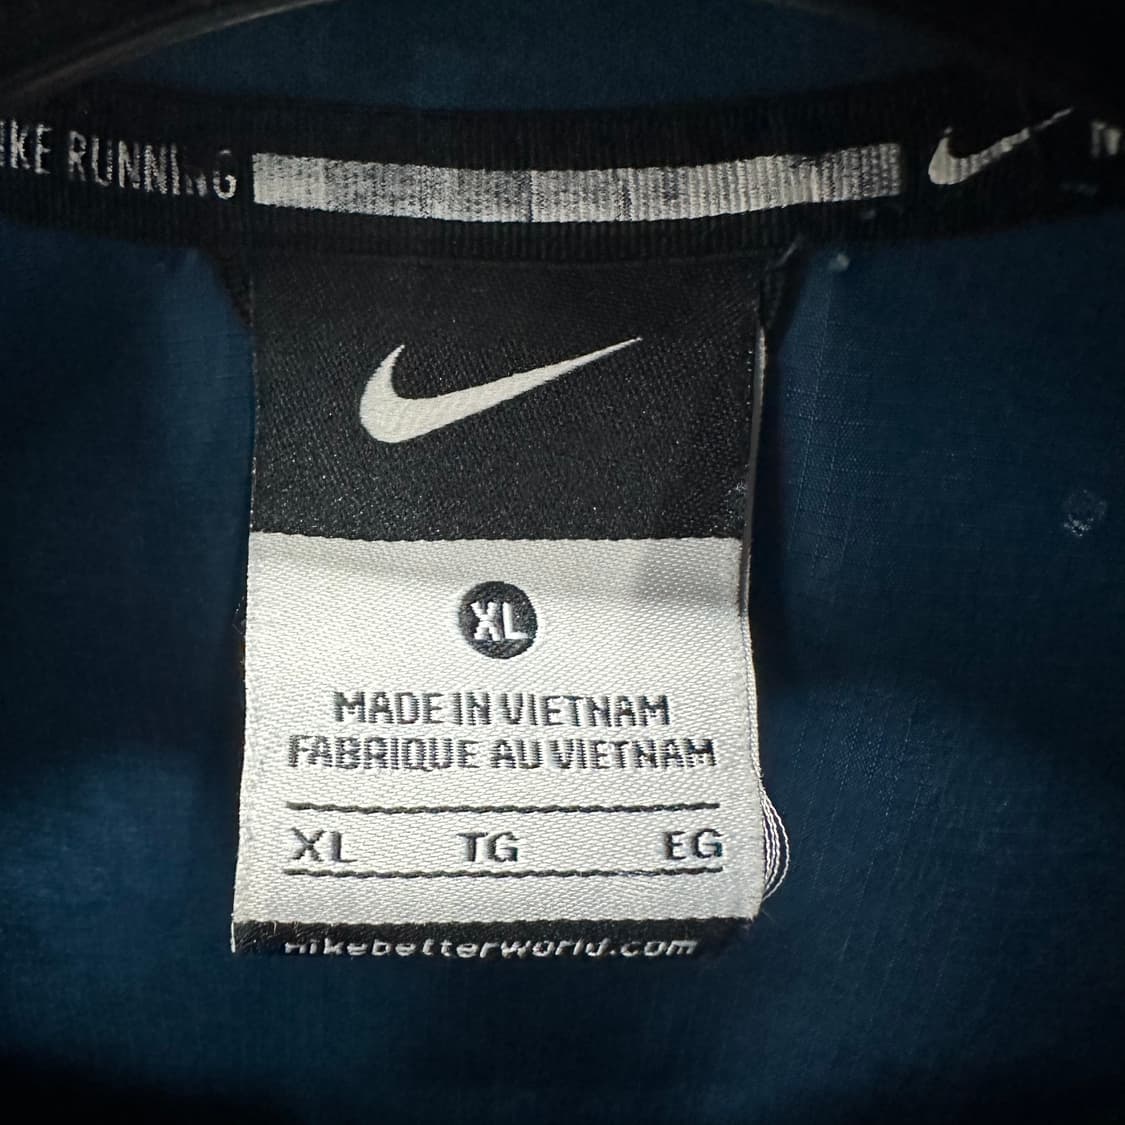 IKE RUNNING
XL
MADE IN VIETNAM
FABRIQUE AU VIETNAM
XL TG EG
nikebetterworld.com